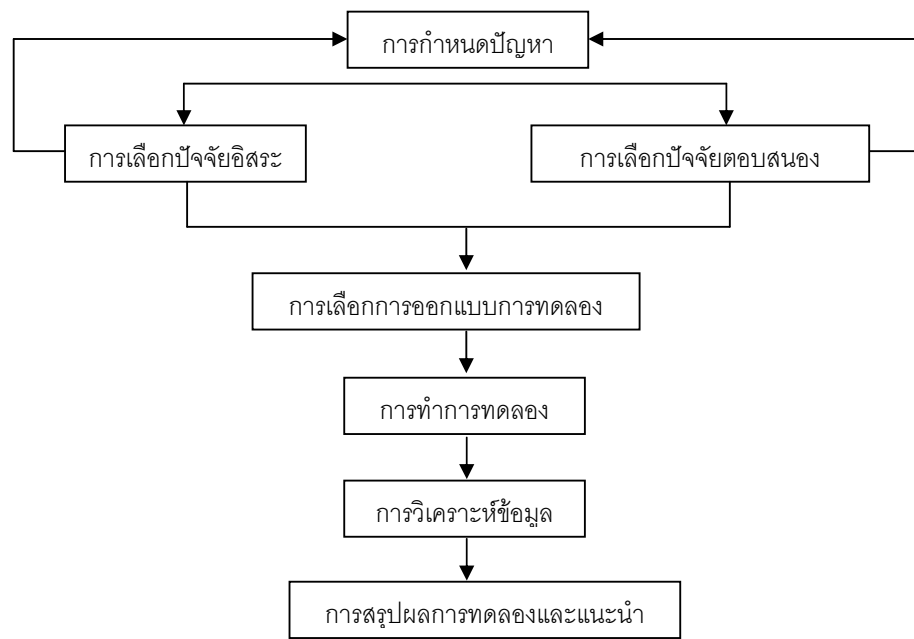 การกำหนดปัญหา
การเลือกปัจจัยอิสระ
การเลือกปัจจัยตอบสนอง
การเลือกการออกแบบการทดลอง
การทำการทดลอง
การวิเคราะห์ข้อมูล
การสรุปผลการทดลองและแนะนำ